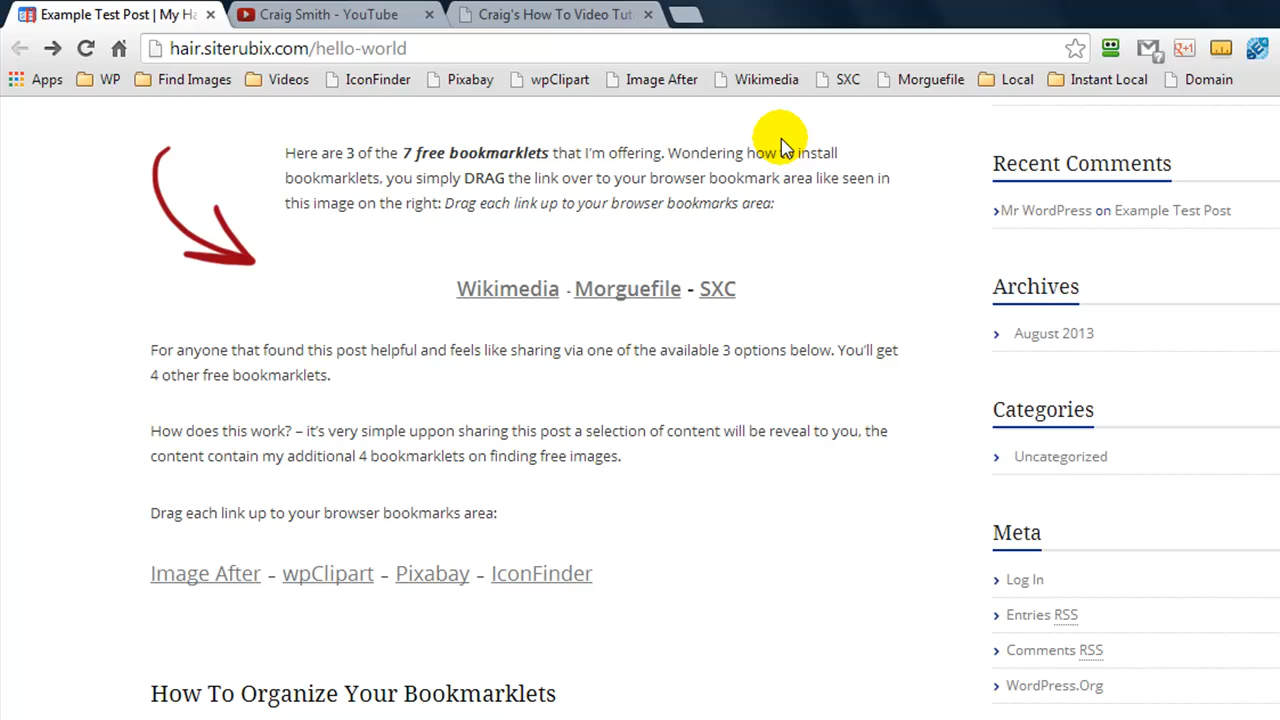 Example Test Post | My Ha
Craig Smith - YouTube
Craig's How To Video Tut
hair.siterubix.com/hello-world
Apps WP Find Images Videos IconFinder Pixabay wpClipart Image After Wikimedia SXC Morguefile Local Instant Local Domain
Here are 3 of the 7 free bookmarklets that I'm offering. Wondering how to install
bookmarklets, you simply DRAG the link over to your browser bookmark area like seen in
this image on the right: Drag each link up to your browser bookmarks area:
Wikimedia - Morguefile - SXC
For anyone that found this post helpful and feels like sharing via one of the available 3 options below. You'll get
4 other free bookmarklets.
How does this work? – it's very simple uppon sharing this post a selection of content will be reveal to you, the
content contain my additional 4 bookmarklets on finding free images.
Drag each link up to your browser bookmarks area:
Image After – wpClipart – Pixabay – IconFinder
How To Organize Your Bookmarklets
Recent Comments
Mr WordPress on Example Test Post
Archives
August 2013
Categories
Uncategorized
Meta
Log In
Entries RSS
Comments RSS
WordPress.Org